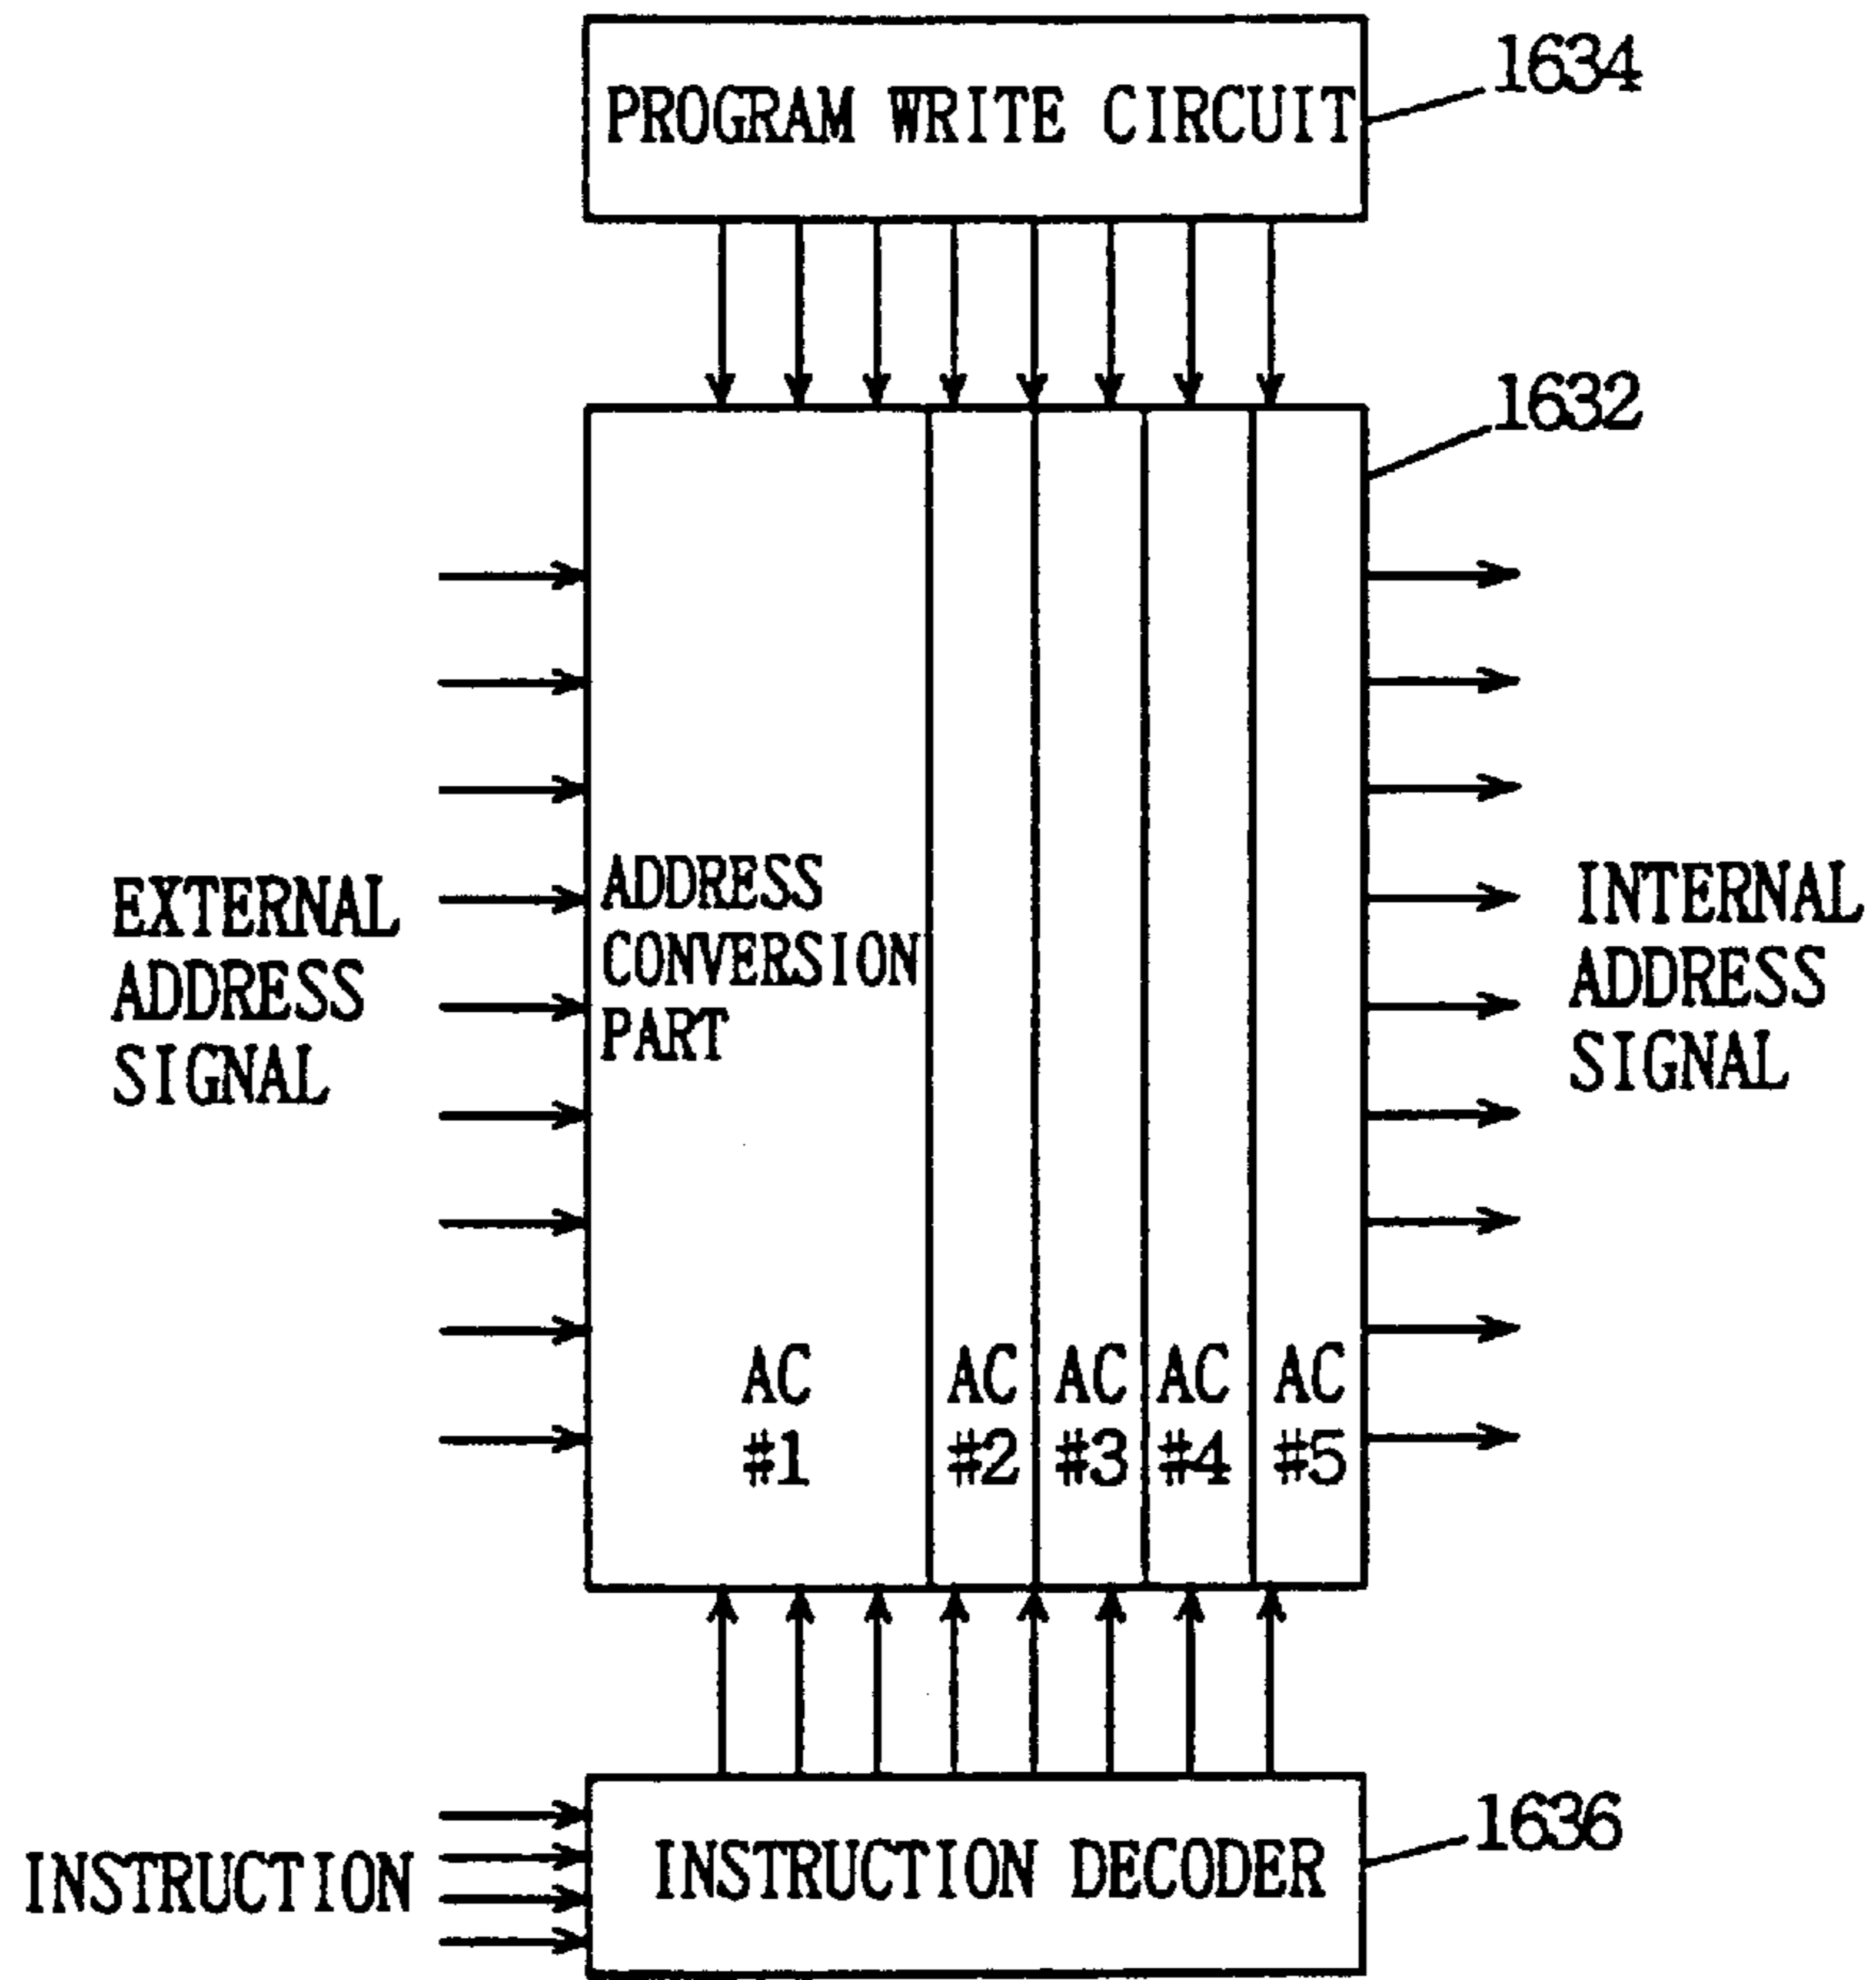 PROGRAM WRITE CIRCUIT
1634
1632
EXTERNAL
ADDRESS
SIGNAL
ADDRESS
CONVERSION
PART
INTERNAL
ADDRESS
SIGNAL
AC
#1
AC
#2
AC
#3
AC
#4
AC
#5
INSTRUCTION
INSTRUCTION DECODER
1636